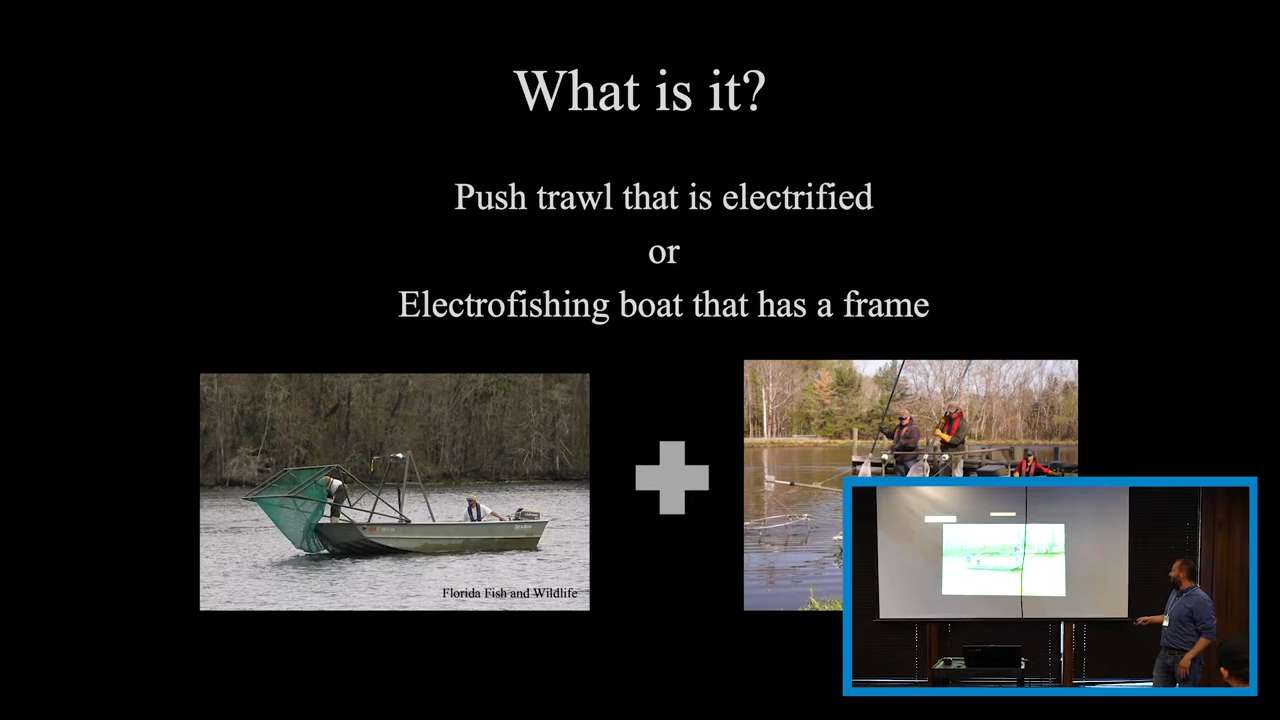 What is it?
Push trawl that is electrified
or
Electrofishing boat that has a frame
Florida Fish and Wildlife